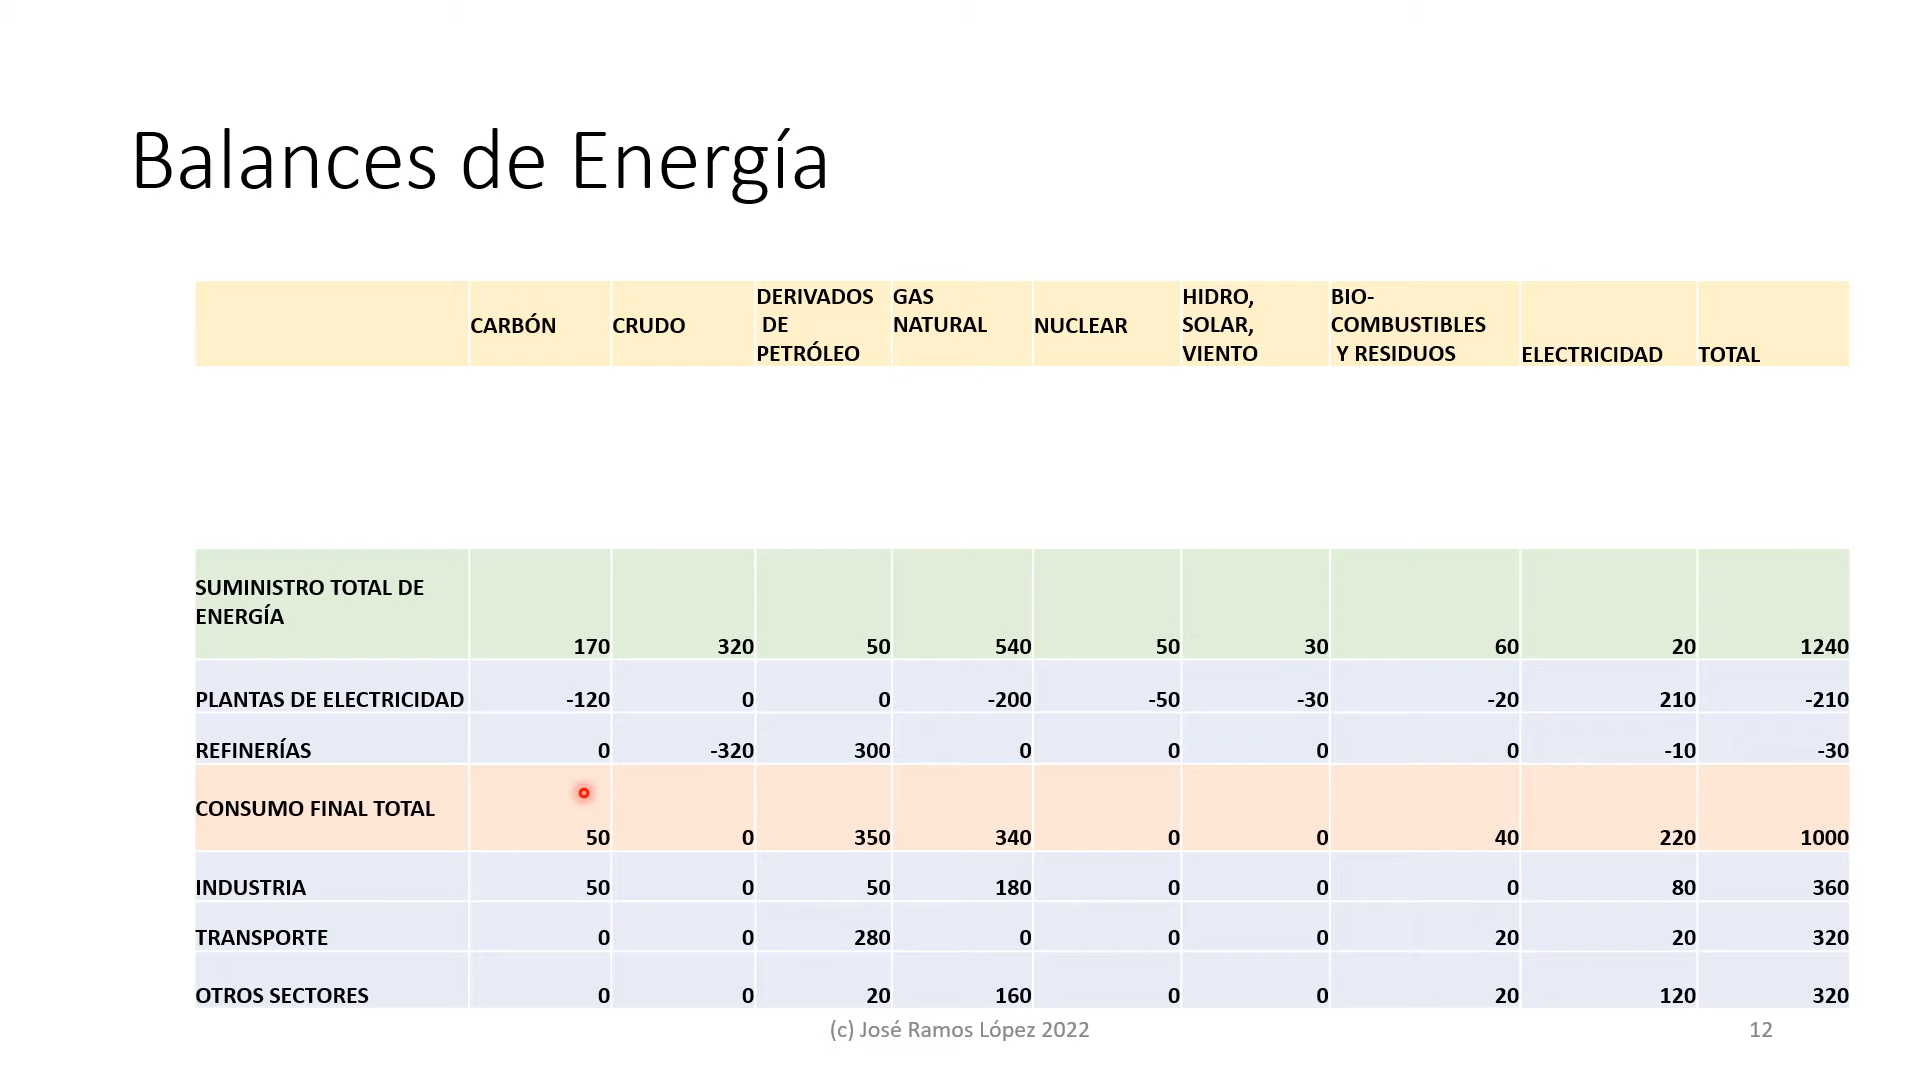 Balances de Energía
CARBÓN CRUDO DERIVADOS DE PETRÓLEO GAS NATURAL NUCLEAR HIDRO, SOLAR, VIENTO BIO-COMBUSTIBLES Y RESIDUOS ELECTRICIDAD TOTAL
SUMINISTRO TOTAL DE ENERGÍA 170 320 50 540 50 30 60 20 1240
PLANTAS DE ELECTRICIDAD -120 0 0 -200 -50 -30 -20 210 -210
REFINERÍAS 0 -320 300 0 0 0 0 -10 -30
CONSUMO FINAL TOTAL 50 0 350 340 0 0 40 220 1000
INDUSTRIA 50 0 50 180 0 0 0 80 360
TRANSPORTE 0 0 280 0 0 0 20 20 320
OTROS SECTORES 0 0 20 160 0 0 20 120 320
(c) José Ramos López 2022
12